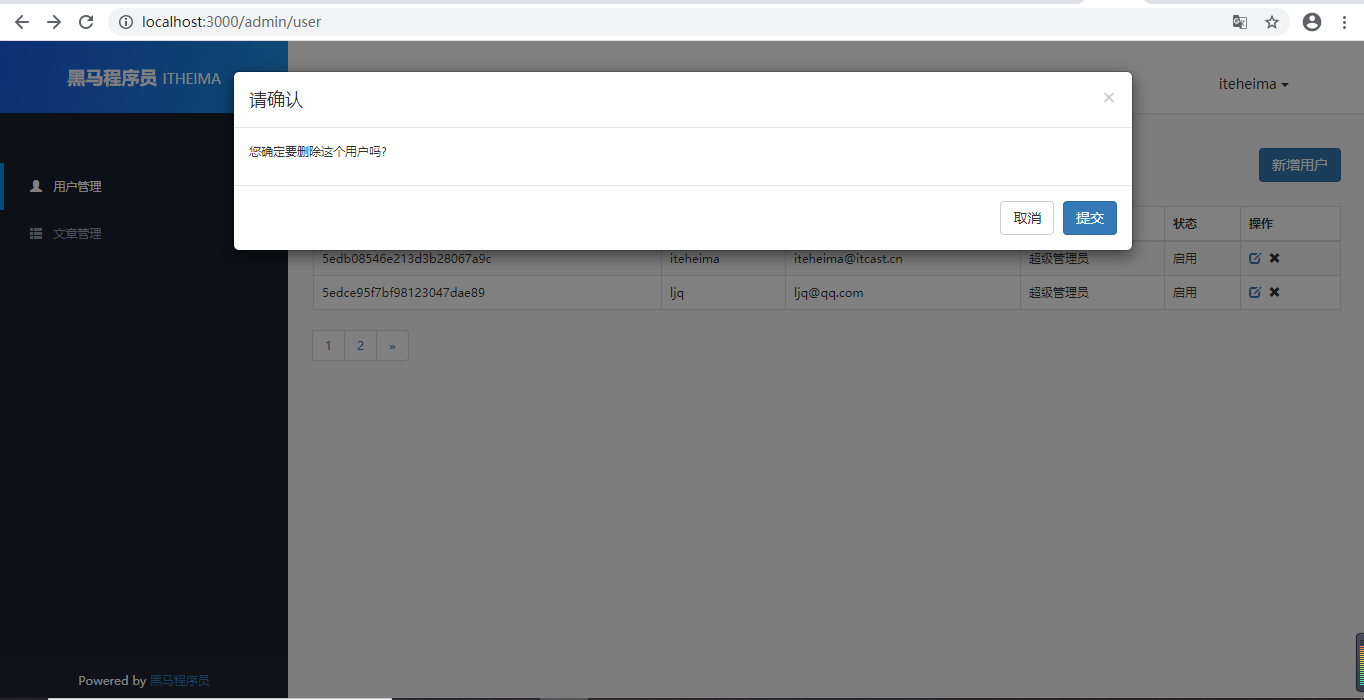 localhost:3000/admin/user
黑马程序员 ITHEIMA
iteheima
请确认
×
您确定要删除这个用户吗?
取消 提交
新增用户
用户管理
文章管理
状态 操作
5edb08546e213d3b28067a9c iteheima iteheima@itcast.cn 超级管理员 启用
5edce95f7bf98123047dae89 ljq ljq@qq.com 超级管理员 启用
1 2 »
Powered by 黑马程序员